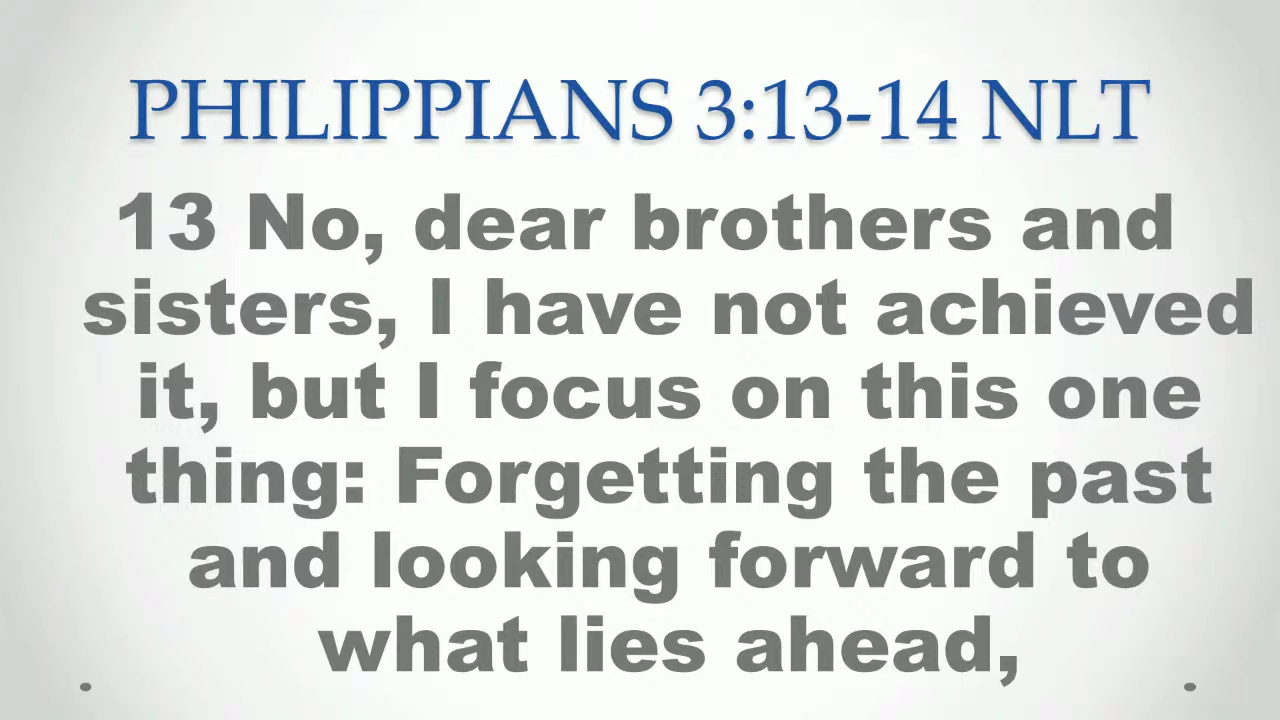 PHILIPPIANS 3:13-14 NLT
13 No, dear brothers and
sisters, I have not achieved
it, but I focus on this one
thing: Forgetting the past
and looking forward to
what lies ahead,